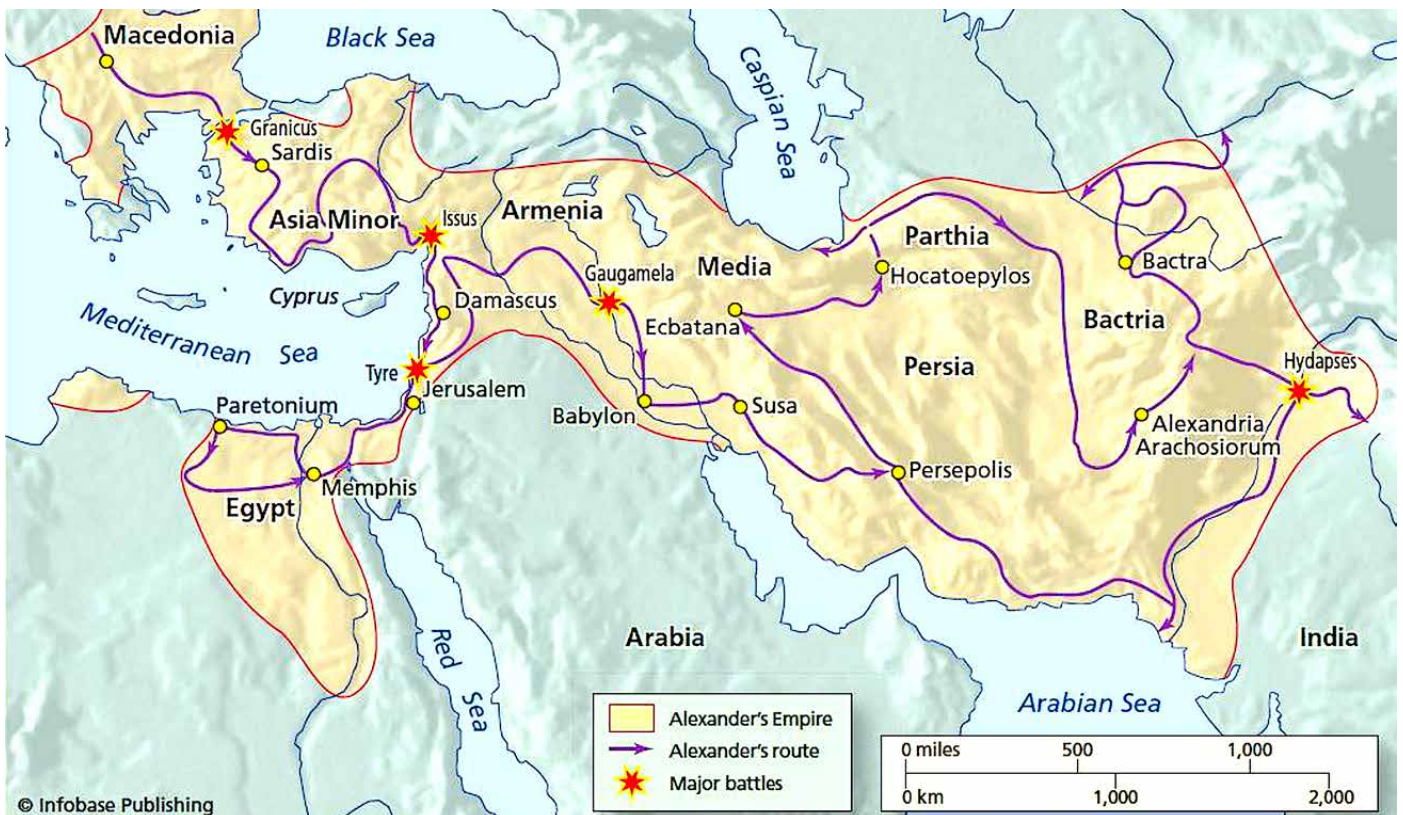 Macedonia
Black Sea
Caspian Sea
Granicus
Sardis
Asia Minor
Issus
Armenia
Parthia
Media
Hocatoepylos
Bactra
Gaugamela
Cyprus
Damascus
Ecbatana
Bactria
Mediterranean Sea
Persia
Hydapses
Tyre
Jerusalem
Paretonium
Babylon
Susa
Alexandria
Arachosiorum
Persepolis
Memphis
Egypt
Red Sea
Arabia
India
Arabian Sea
Alexander's Empire
Alexander's route
Major battles
0 miles 500 1,000
0 km 1,000 2,000
© Infobase Publishing